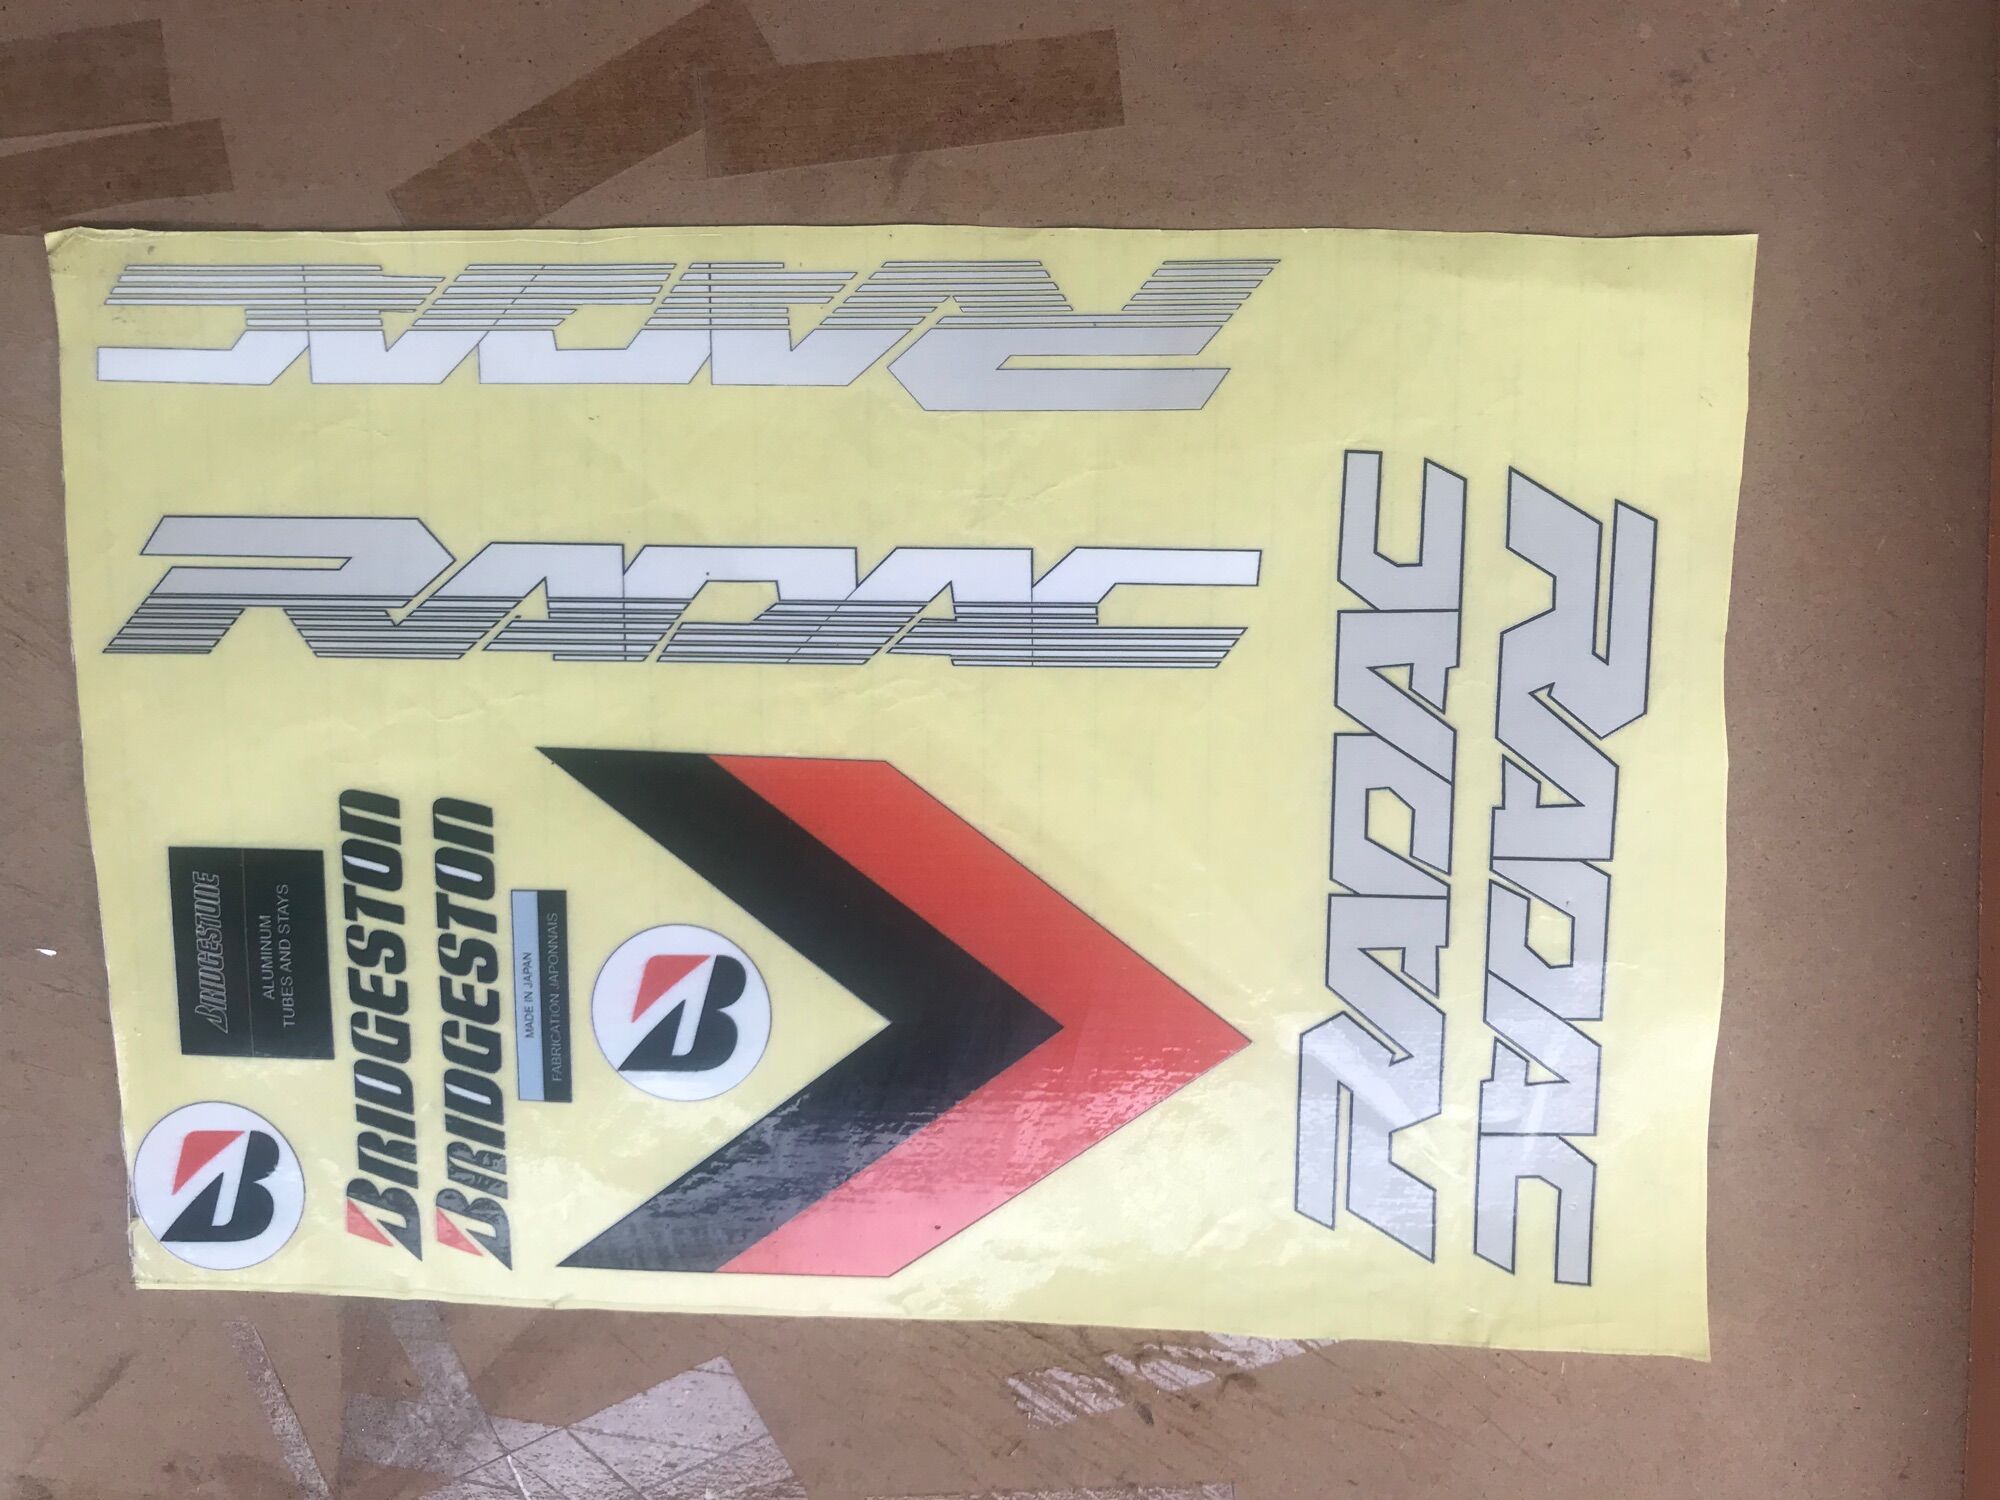 RADAC
RADAC
BRIDGESTONE
ALUMINUM
TUBES AND STAYS
B
BRIDGESTON
BRIDGESTON
MADE IN JAPAN
FABRICATION JAPONNAIS
B
RADAC
RADAC